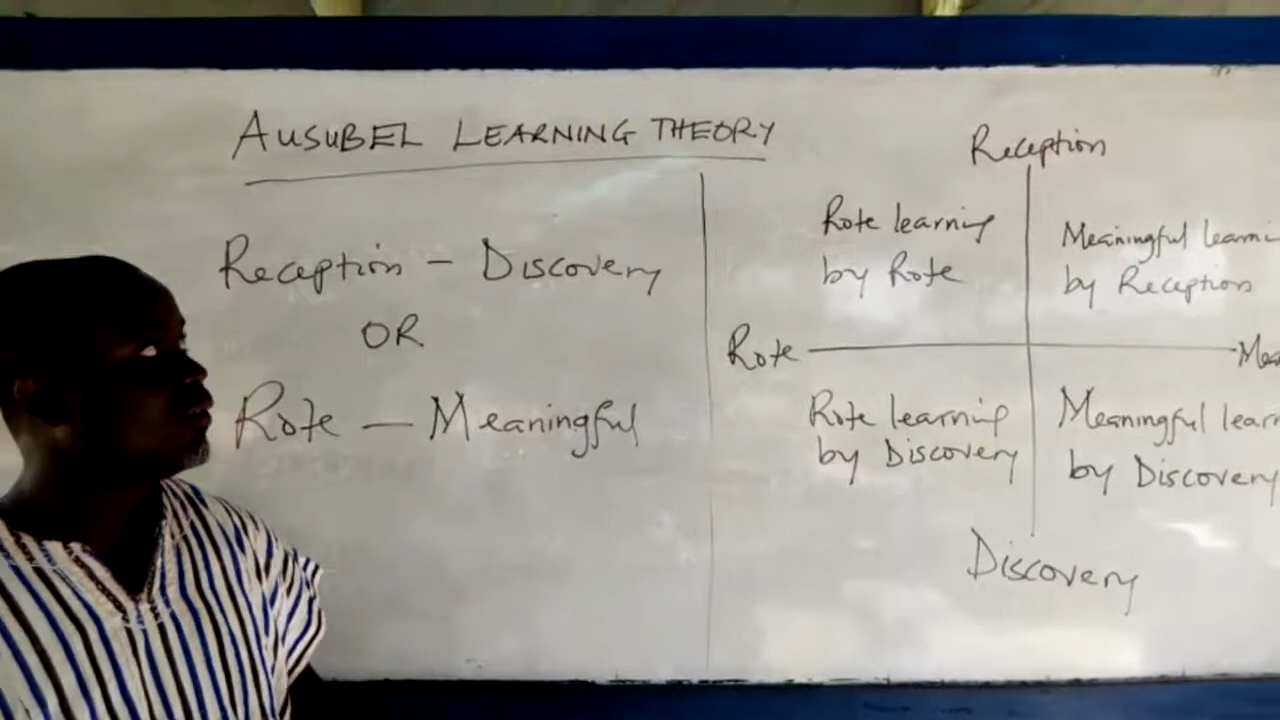 AUSUBEL LEARNING THEORY
Reception – Discovery
OR
Rote – Meaningful
Reception
Rote learning
by Rote
Meaningful learni
by Reception
Rote
Mea
Rote learning
by Discovery
Meaningful lear
by Discovery
Discovery